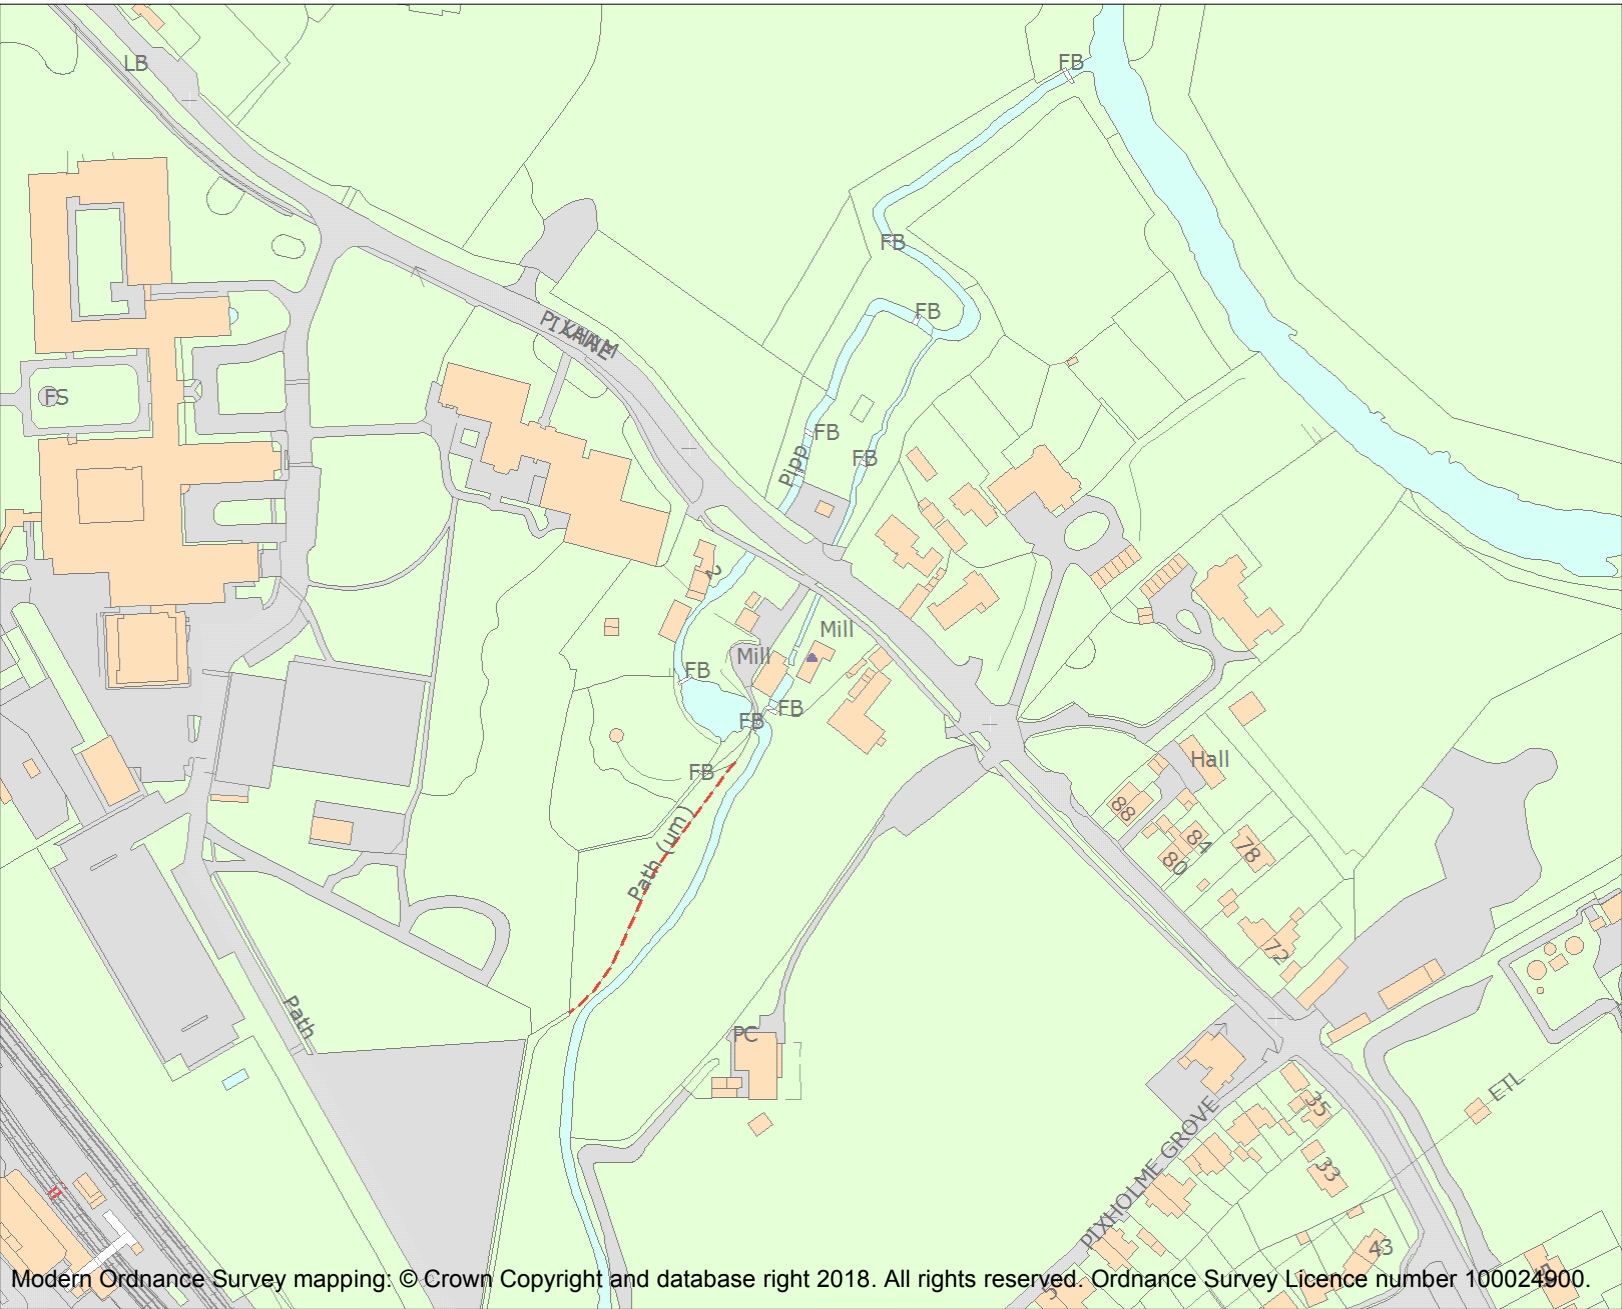 LB
FB
FB
FB
PIXHAM
LANE
FS
FB
FB
Pipp
2
Mill
Mill
FB
FB
FB
FB
Hall
88
84
80
78
Path (um)
72
Path
PC
ETL
35
33
PIXHOLME GROVE
43
Modern Ordnance Survey mapping: © Crown Copyright and database right 2018. All rights reserved. Ordnance Survey Licence number 100024900.